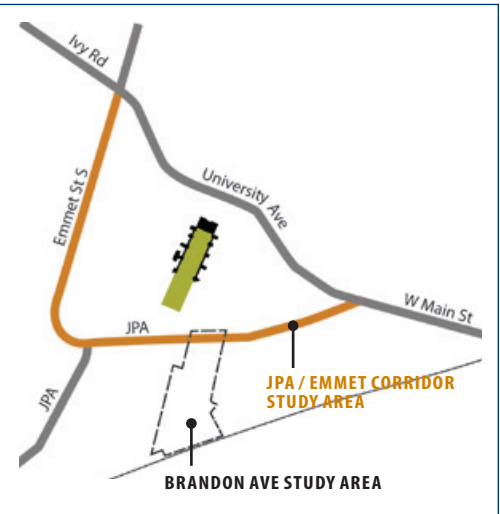 Ivy Rd
Emmet St S
University Ave
W Main St
JPA
JPA
JPA / EMMET CORRIDOR
STUDY AREA
BRANDON AVE STUDY AREA